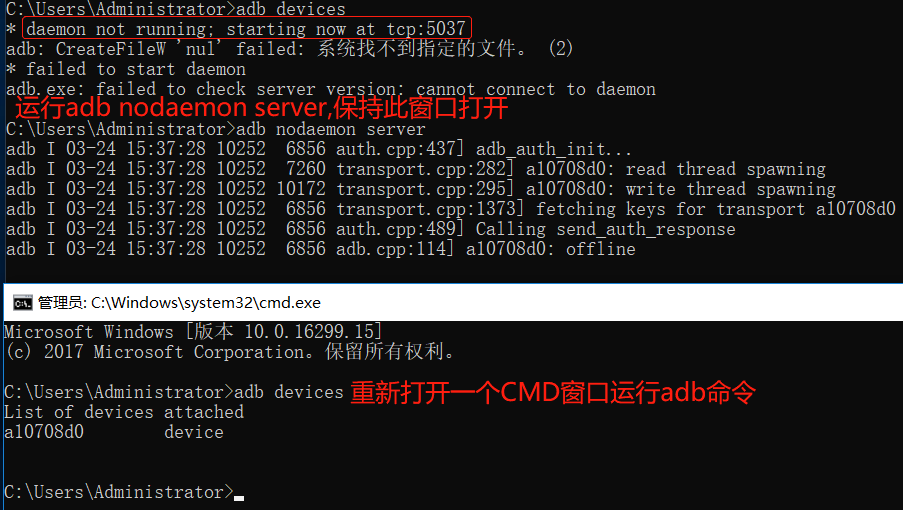 C:\Users\Administrator>adb devices
* daemon not running; starting now at tcp:5037
adb: CreateFileW 'nul' failed: 系统找不到指定的文件。 (2)
* failed to start daemon
adb.exe: failed to check server version: cannot connect to daemon
运行adb nodaemon server,保持此窗口打开
C:\Users\Administrator>adb nodaemon server
adb I 03-24 15:37:28 10252  6856 auth.cpp:437] adb_auth_init...
adb I 03-24 15:37:28 10252  7260 transport.cpp:282] a10708d0: read thread spawning
adb I 03-24 15:37:28 10252 10172 transport.cpp:295] a10708d0: write thread spawning
adb I 03-24 15:37:28 10252  6856 transport.cpp:1373] fetching keys for transport a10708d0
adb I 03-24 15:37:28 10252  6856 auth.cpp:489] Calling send_auth_response
adb I 03-24 15:37:28 10252  6856 adb.cpp:114] a10708d0: offline
管理员: C:\Windows\system32\cmd.exe
Microsoft Windows [版本 10.0.16299.15]
(c) 2017 Microsoft Corporation。保留所有权利。
C:\Users\Administrator>adb devices 重新打开一个CMD窗口运行adb命令
List of devices attached
a10708d0        device
C:\Users\Administrator>